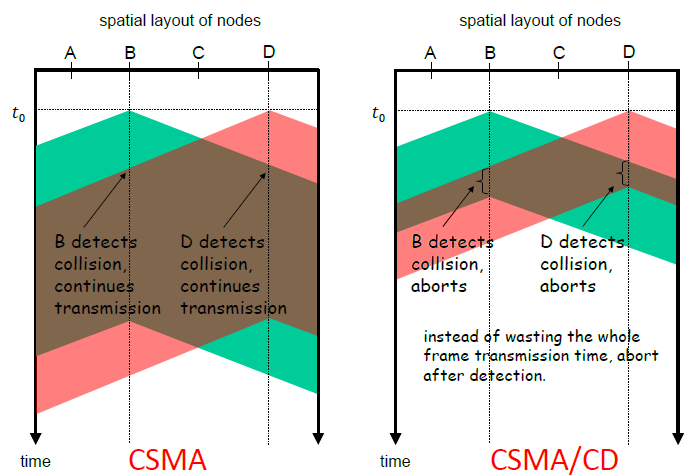 spatial layout of nodes
A B C D
t0
B detects
collision,
continues
transmission
D detects
collision,
continues
transmission
time
CSMA
spatial layout of nodes
A B C D
t0
B detects
collision,
aborts
D detects
collision,
aborts
instead of wasting the whole
frame transmission time, abort
after detection.
time
CSMA/CD